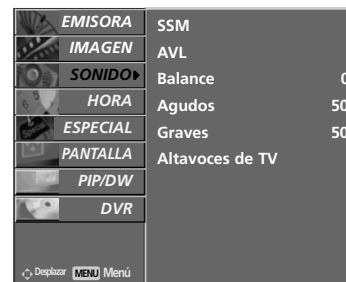 EMISORA
IMAGEN
SONIDO
HORA
ESPECIAL
PANTALLA
PIP/DW
DVR
Desplazar MENU Menú
SSM
AVL
Balance 0
Agudos 50
Graves 50
Altavoces de TV